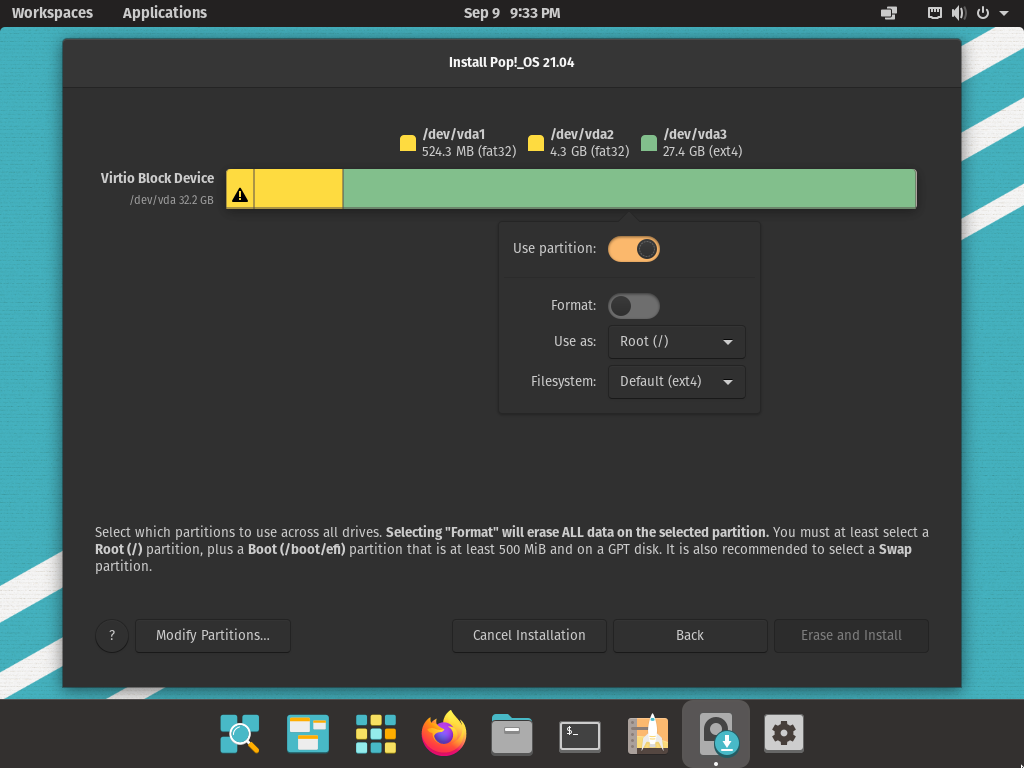 Workspaces Applications Sep 9 9:33 PM
Install Pop!_OS 21.04
/dev/vda1 /dev/vda2 /dev/vda3
524.3 MB (fat32) 4.3 GB (fat32) 27.4 GB (ext4)
Virtio Block Device
/dev/vda 32.2 GB
Use partition:
Format:
Use as: Root (/)
Filesystem: Default (ext4)
Select which partitions to use across all drives. Selecting "Format" will erase ALL data on the selected partition. You must at least select a
Root (/) partition, plus a Boot (/boot/efi) partition that is at least 500 MiB and on a GPT disk. It is also recommended to select a Swap
partition.
? Modify Partitions... Cancel Installation Back Erase and Install
$_